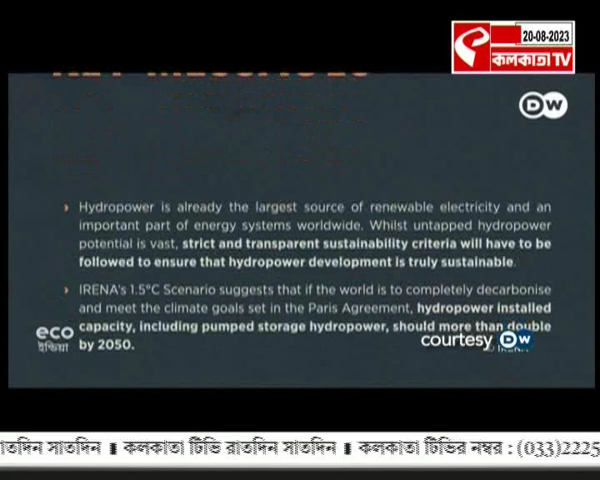 20-08-2023
কলকাতা TV
DW
Hydropower is already the largest source of renewable electricity and an
important part of energy systems worldwide. Whilst untapped hydropower
potential is vast, strict and transparent sustainability criteria will have to be
followed to ensure that hydropower development is truly sustainable.
IRENA's 1.5°C Scenario suggests that if the world is to completely decarbonise
and meet the climate goals set in the Paris Agreement, hydropower installed
capacity, including pumped storage hydropower, should more than double
by 2050.
eco
ইন্ডিয়া
courtesy DW
IRENA
সাতদিন ∎ কলকাতা টিভি রাতদিন সাতদিন ∎ কলকাতা টিভির নম্বর : (033)2225